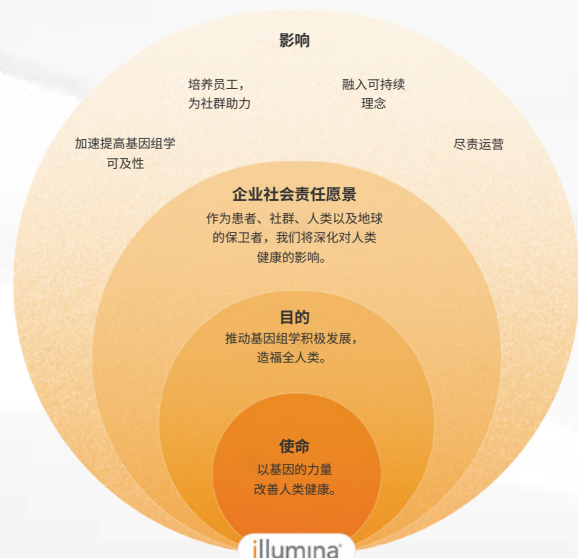 影响
培养员工，
为社群助力
融入可持续
理念
加速提高基因组学
可及性
尽责运营
企业社会责任愿景
作为患者、社群、人类以及地球
的保卫者，我们将深化对人类
健康的影响。
目的
推动基因组学积极发展，
造福全人类。
使命
以基因的力量
改善人类健康。
illumina